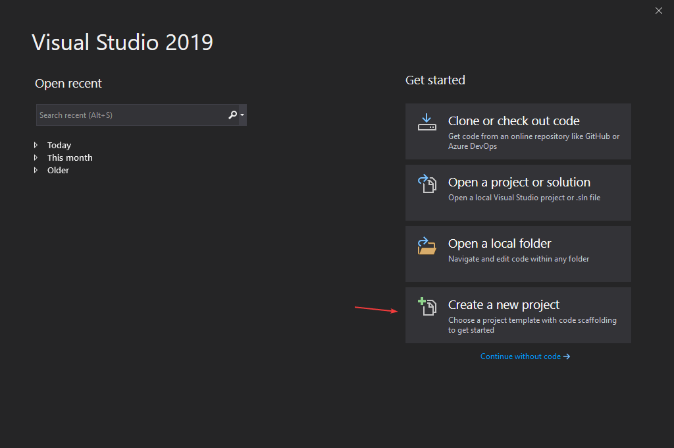 Visual Studio 2019
Open recent
Search recent (Alt+S)
Today
This month
Older
Get started
Clone or check out code
Get code from an online repository like GitHub or
Azure DevOps
Open a project or solution
Open a local Visual Studio project or .sln file
Open a local folder
Navigate and edit code within any folder
Create a new project
Choose a project template with code scaffolding
to get started
Continue without code →